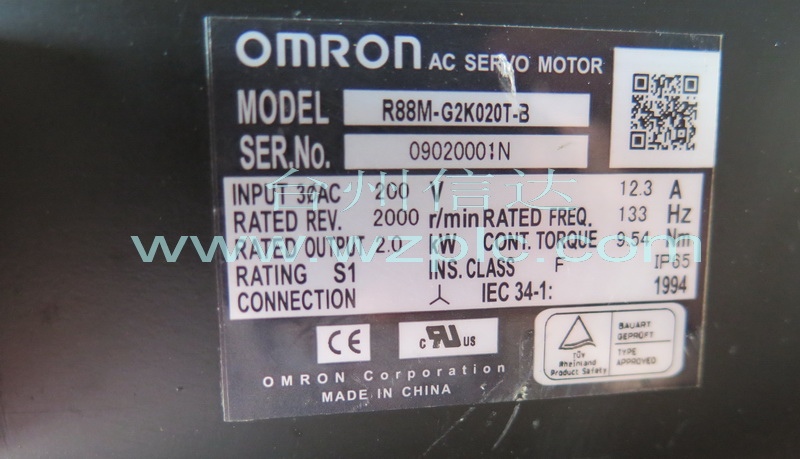 OMRON AC SERVO MOTOR
MODEL R88M-G2K020T-B
SER.No. 09020001N
台州信达
INPUT 3ØAC 200 V 12.3 A
RATED REV. 2000 r/min RATED FREQ. 133 Hz
www.wzplc.com
RATED OUTPUT 2.0 kW CONT. TORQUE 9.54 Nm
RATING S1 INS. CLASS F IP65
CONNECTION IEC 34-1: 1994
CE
c RU US
TÜV
Rheinland
Product Safety
BAUART
GEPRÜFT
TYPE
APPROVED
OMRON Corporation
MADE IN CHINA